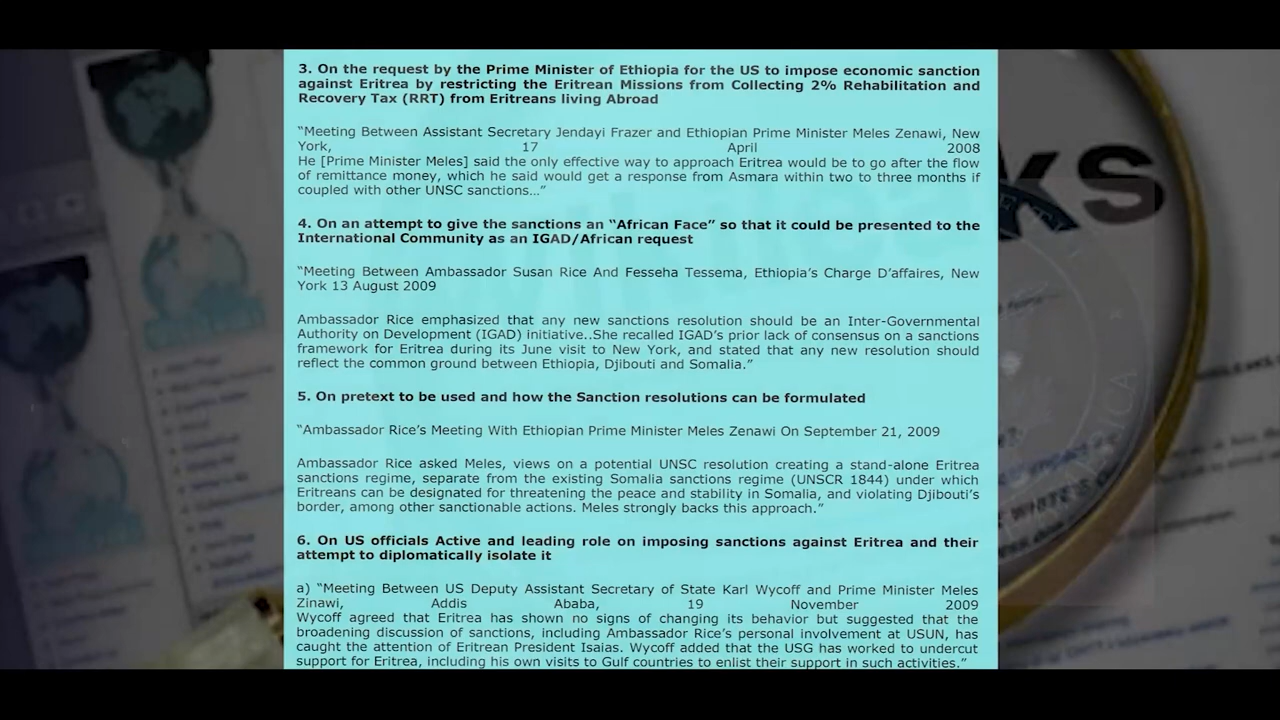 3. On the request by the Prime Minister of Ethiopia for the US to impose economic sanction
against Eritrea by restricting the Eritrean Missions from Collecting 2% Rehabilitation and
Recovery Tax (RRT) from Eritreans living Abroad
“Meeting Between Assistant Secretary Jendayi Frazer and Ethiopian Prime Minister Meles Zenawi, New
York, 17 April 2008
He [Prime Minister Meles] said the only effective way to approach Eritrea would be to go after the flow
of remittance money, which he said would get a response from Asmara within two to three months if
coupled with other UNSC sanctions…”
4. On an attempt to give the sanctions an “African Face” so that it could be presented to the
International Community as an IGAD/African request
“Meeting Between Ambassador Susan Rice And Fesseha Tessema, Ethiopia’s Charge D’affaires, New
York 13 August 2009
Ambassador Rice emphasized that any new sanctions resolution should be an Inter-Governmental
Authority on Development (IGAD) initiative..She recalled IGAD’s prior lack of consensus on a sanctions
framework for Eritrea during its June visit to New York, and stated that any new resolution should
reflect the common ground between Ethiopia, Djibouti and Somalia.”
5. On pretext to be used and how the Sanction resolutions can be formulated
“Ambassador Rice’s Meeting With Ethiopian Prime Minister Meles Zenawi On September 21, 2009
Ambassador Rice asked Meles, views on a potential UNSC resolution creating a stand-alone Eritrea
sanctions regime, separate from the existing Somalia sanctions regime (UNSCR 1844) under which
Eritreans can be designated for threatening the peace and stability in Somalia, and violating Djibouti’s
border, among other sanctionable actions. Meles strongly backs this approach.”
6. On US officials Active and leading role on imposing sanctions against Eritrea and their
attempt to diplomatically isolate it
a) “Meeting Between US Deputy Assistant Secretary of State Karl Wycoff and Prime Minister Meles
Zinawi, Addis Ababa, 19 November 2009
Wycoff agreed that Eritrea has shown no signs of changing its behavior but suggested that the
broadening discussion of sanctions, including Ambassador Rice’s personal involvement at USUN, has
caught the attention of Eritrean President Isaias. Wycoff added that the USG has worked to undercut
support for Eritrea, including his own visits to Gulf countries to enlist their support in such activities.”